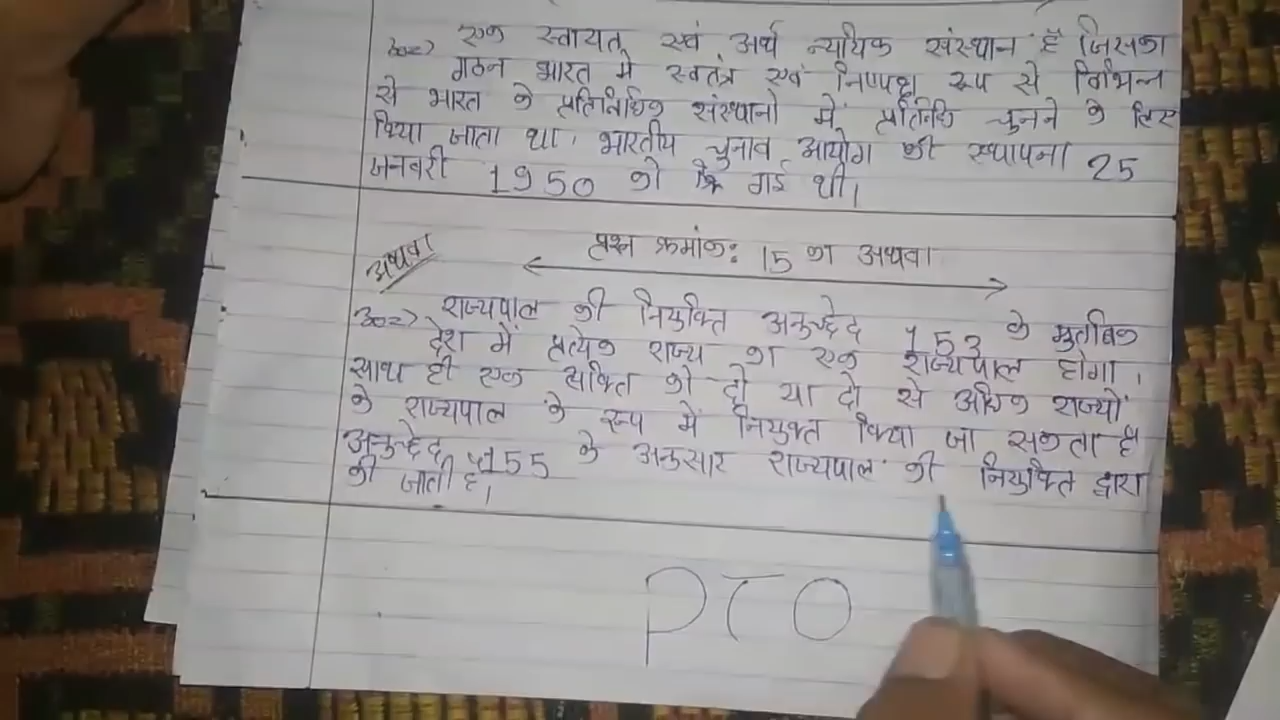 उ०=> एक स्वायत एवं अर्ध न्यायिक संस्थान है जिसका
गठन भारत में स्वतंत्र एवं निष्पक्ष रूप से विभिन्न
से भारत के प्रतिनिधिक संस्थानों में प्रतिनिधि चुनने के लिए
किया जाता था। भारतीय चुनाव आयोग की स्थापना 25
जनवरी 1950 को कि गई थी।
प्रश्न क्रमांक: 15 का अथवा
अथवा
उ०=> राज्यपाल की नियुक्ति अनुच्छेद 153 के मुताबिक
देश में प्रत्येक राज्य का एक राज्यपाल होगा।
साथ ही एक व्यक्ति को दो या दो से अधिक राज्यों
के राज्यपाल के रूप में नियुक्त किया जा सकता है
अनुच्छेद 155 के अनुसार राज्यपाल की नियुक्ति द्वारा
की जाती है।
PTO